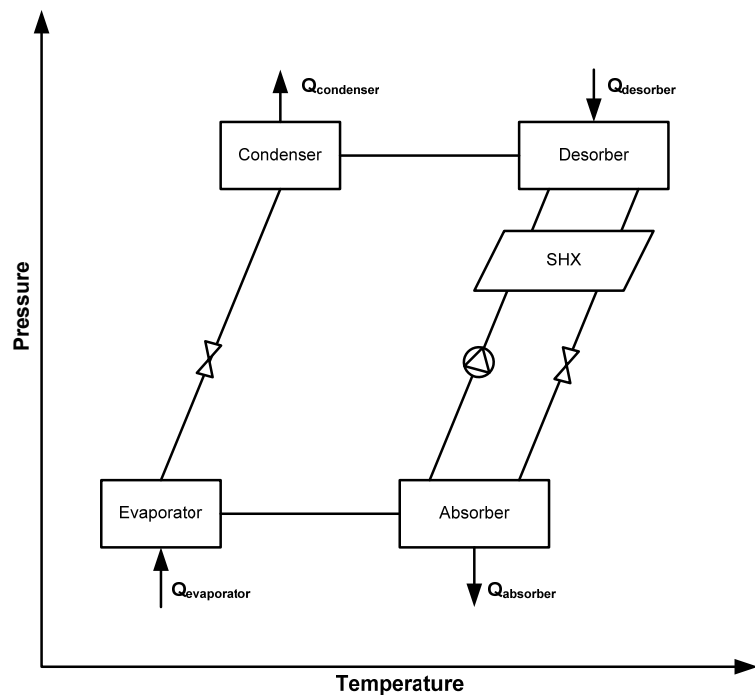 Qcondenser
Qdesorber
Condenser
Desorber
SHX
Pressure
Evaporator
Absorber
Qevaporator
Qabsorber
Temperature